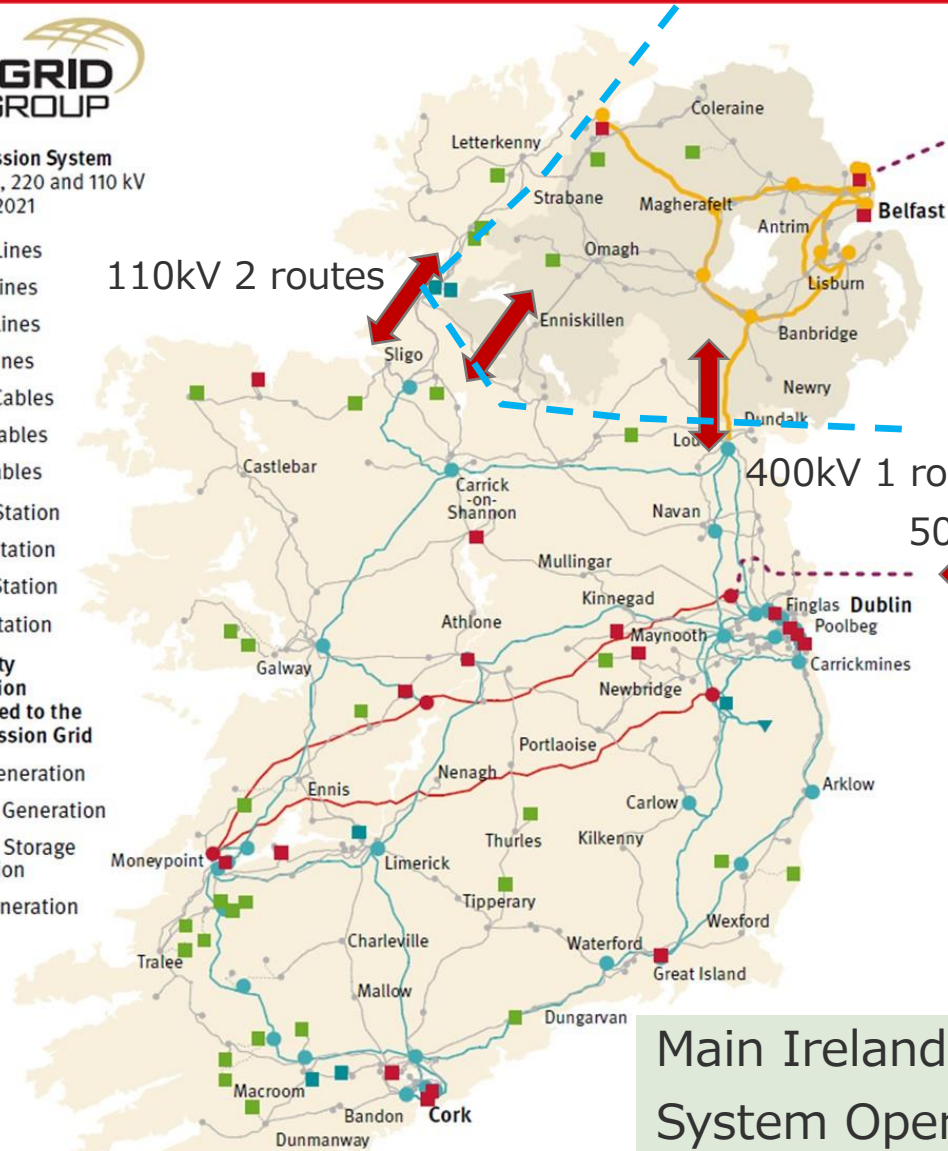 GRID
GROUP
ssion System
, 220 and 110 kV
2021
Lines
ines
Lines
nes
Cables
ables
bles
Station
tation
Station
tation
ty
ion
ed to the
ssion Grid
eneration
Generation
Storage
on
neration
110kV 2 routes
Letterkenny
Coleraine
Strabane
Magherafelt
Antrim
Belfast
Omagh
Lisburn
Enniskillen
Banbridge
Sligo
Newry
Dundalk
Lou
400kV 1 ro
Castlebar
Carrick
-on-
Shannon
Navan
50
Mullingar
Kinnegad
Finglas
Dublin
Athlone
Maynooth
Poolbeg
Galway
Carrickmines
Newbridge
Portlaoise
Ennis
Nenagh
Arklow
Carlow
Moneypoint
Limerick
Thurles
Kilkenny
Tipperary
Wexford
Charleville
Waterford
Tralee
Great Island
Mallow
Dungarvan
Macroom
Bandon
Cork
Dunmanway
Main Ireland
System Oper